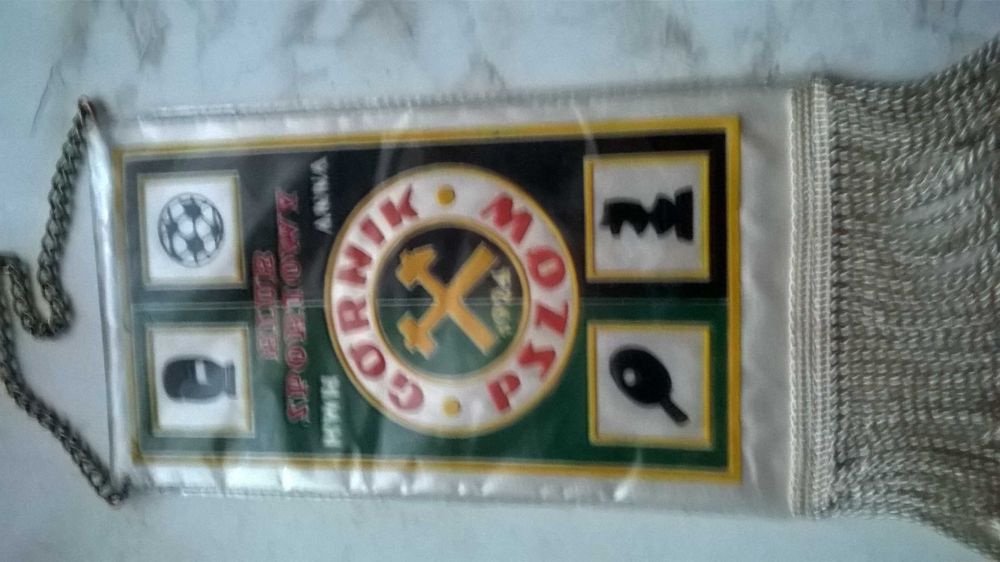 KLUB
SPORTOWY
KWK ANNA
GÓRNIK
PSZÓW